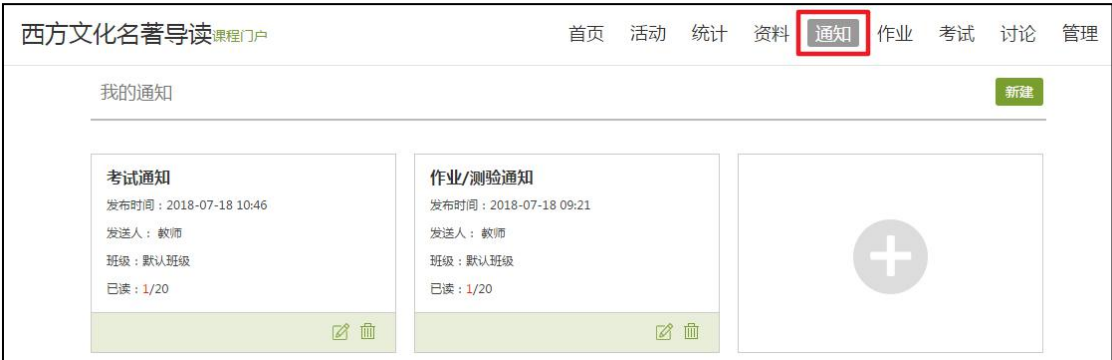 西方文化名著导读课程门户 首页 活动 统计 资料 通知 作业 考试 讨论 管理
我的通知 新建
考试通知
发布时间：2018-07-18 10:46
发送人： 教师
班级：默认班级
已读：1/20
作业/测验通知
发布时间：2018-07-18 09:21
发送人： 教师
班级：默认班级
已读：1/20